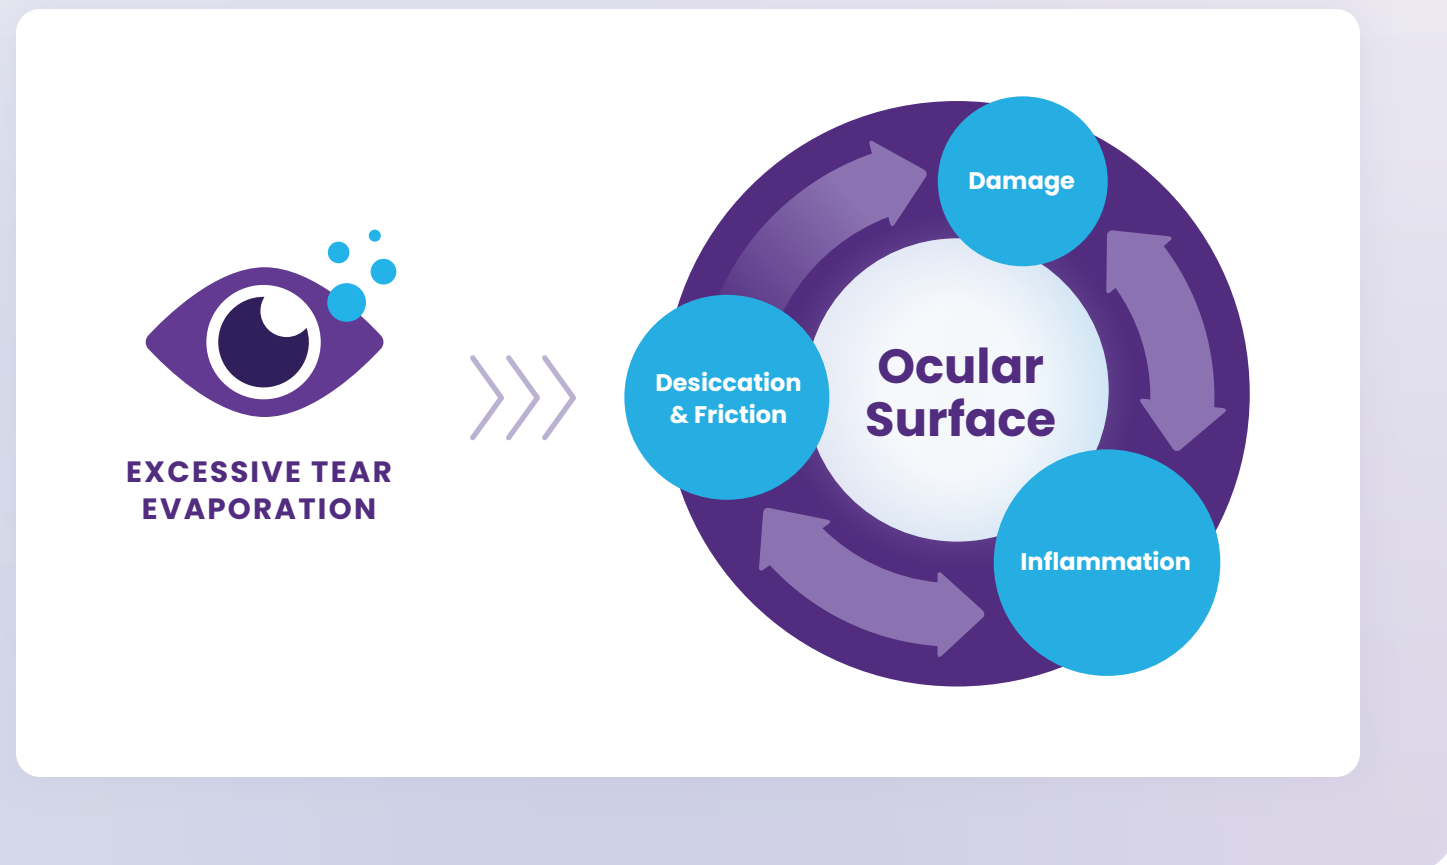 EXCESSIVE TEAR
EVAPORATION
Desiccation
& Friction
Damage
Ocular
Surface
Inflammation